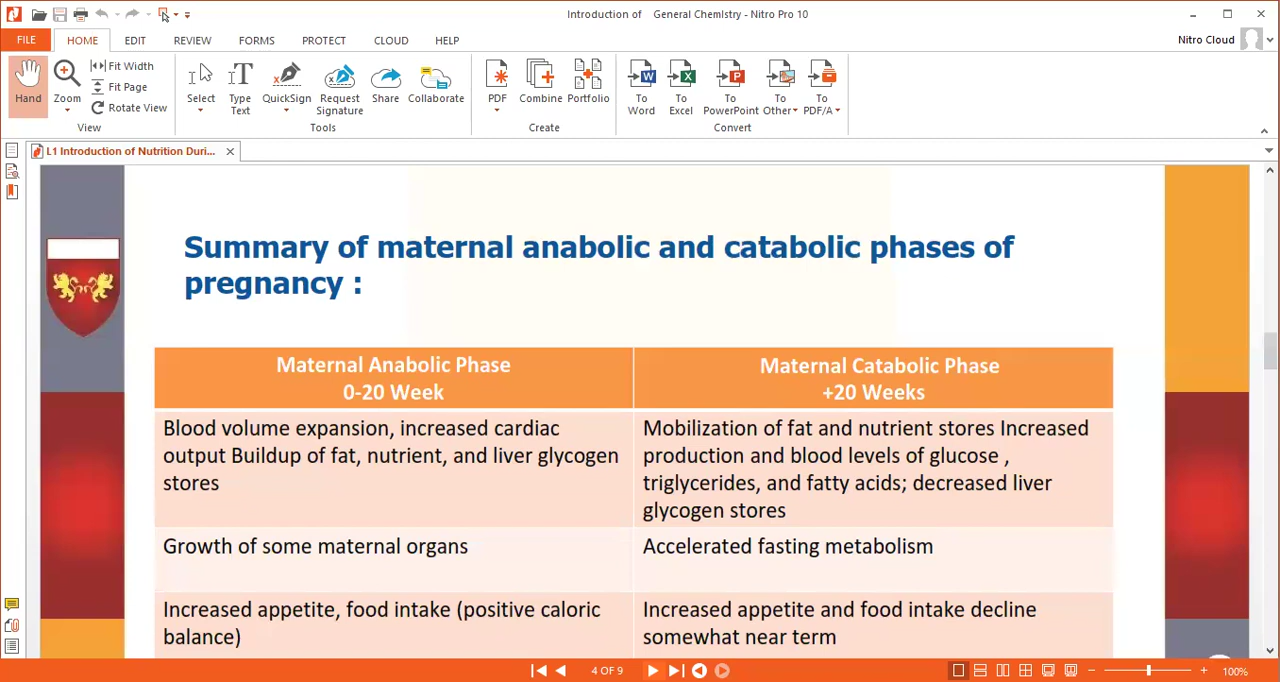 Introduction of General Chemlstry - Nitro Pro 10
FILE HOME EDIT REVIEW FORMS PROTECT CLOUD HELP
Nitro Cloud
Hand
Zoom
Fit Width
Fit Page
Rotate View
View
Select
Type Text
QuickSign
Request Signature
Share
Collaborate
Tools
PDF
Combine
Portfolio
Create
To Word
To Excel
To PowerPoint
To Other
To PDF/A
Convert
L1 Introduction of Nutrition Duri...
Summary of maternal anabolic and catabolic phases of
pregnancy :
Maternal Anabolic Phase
0-20 Week
Maternal Catabolic Phase
+20 Weeks
Blood volume expansion, increased cardiac
output Buildup of fat, nutrient, and liver glycogen
stores
Mobilization of fat and nutrient stores Increased
production and blood levels of glucose ,
triglycerides, and fatty acids; decreased liver
glycogen stores
Growth of some maternal organs
Accelerated fasting metabolism
Increased appetite, food intake (positive caloric
balance)
Increased appetite and food intake decline
somewhat near term
4 OF 9
100%